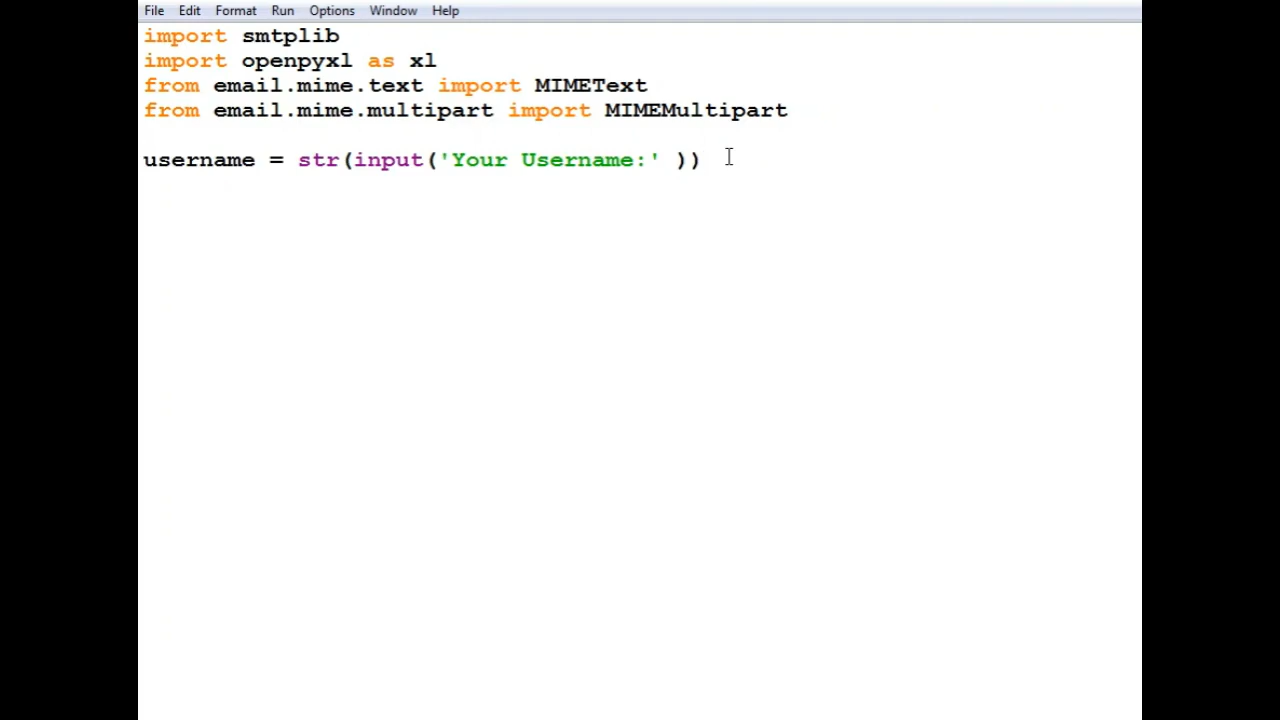 File Edit Format Run Options Window Help
import smtplib
import openpyxl as xl
from email.mime.text import MIMEText
from email.mime.multipart import MIMEMultipart
username = str(input('Your Username:' ))